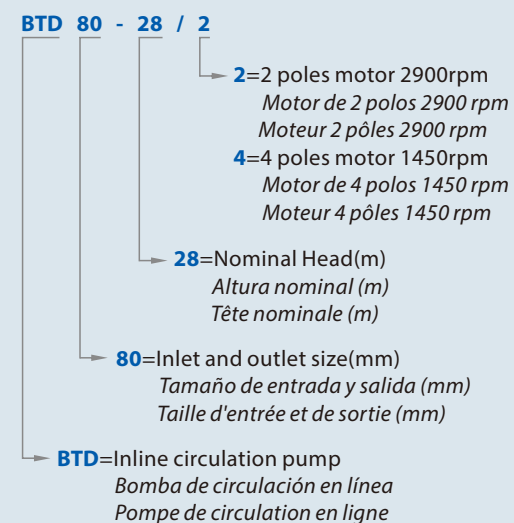 BTD 80 - 28 / 2
2=2 poles motor 2900rpm
Motor de 2 polos 2900 rpm
Moteur 2 pôles 2900 rpm
4=4 poles motor 1450rpm
Motor de 4 polos 1450 rpm
Moteur 4 pôles 1450 rpm
28=Nominal Head(m)
Altura nominal (m)
Tête nominale (m)
80=Inlet and outlet size(mm)
Tamaño de entrada y salida (mm)
Taille d'entrée et de sortie (mm)
BTD=Inline circulation pump
Bomba de circulación en línea
Pompe de circulation en ligne